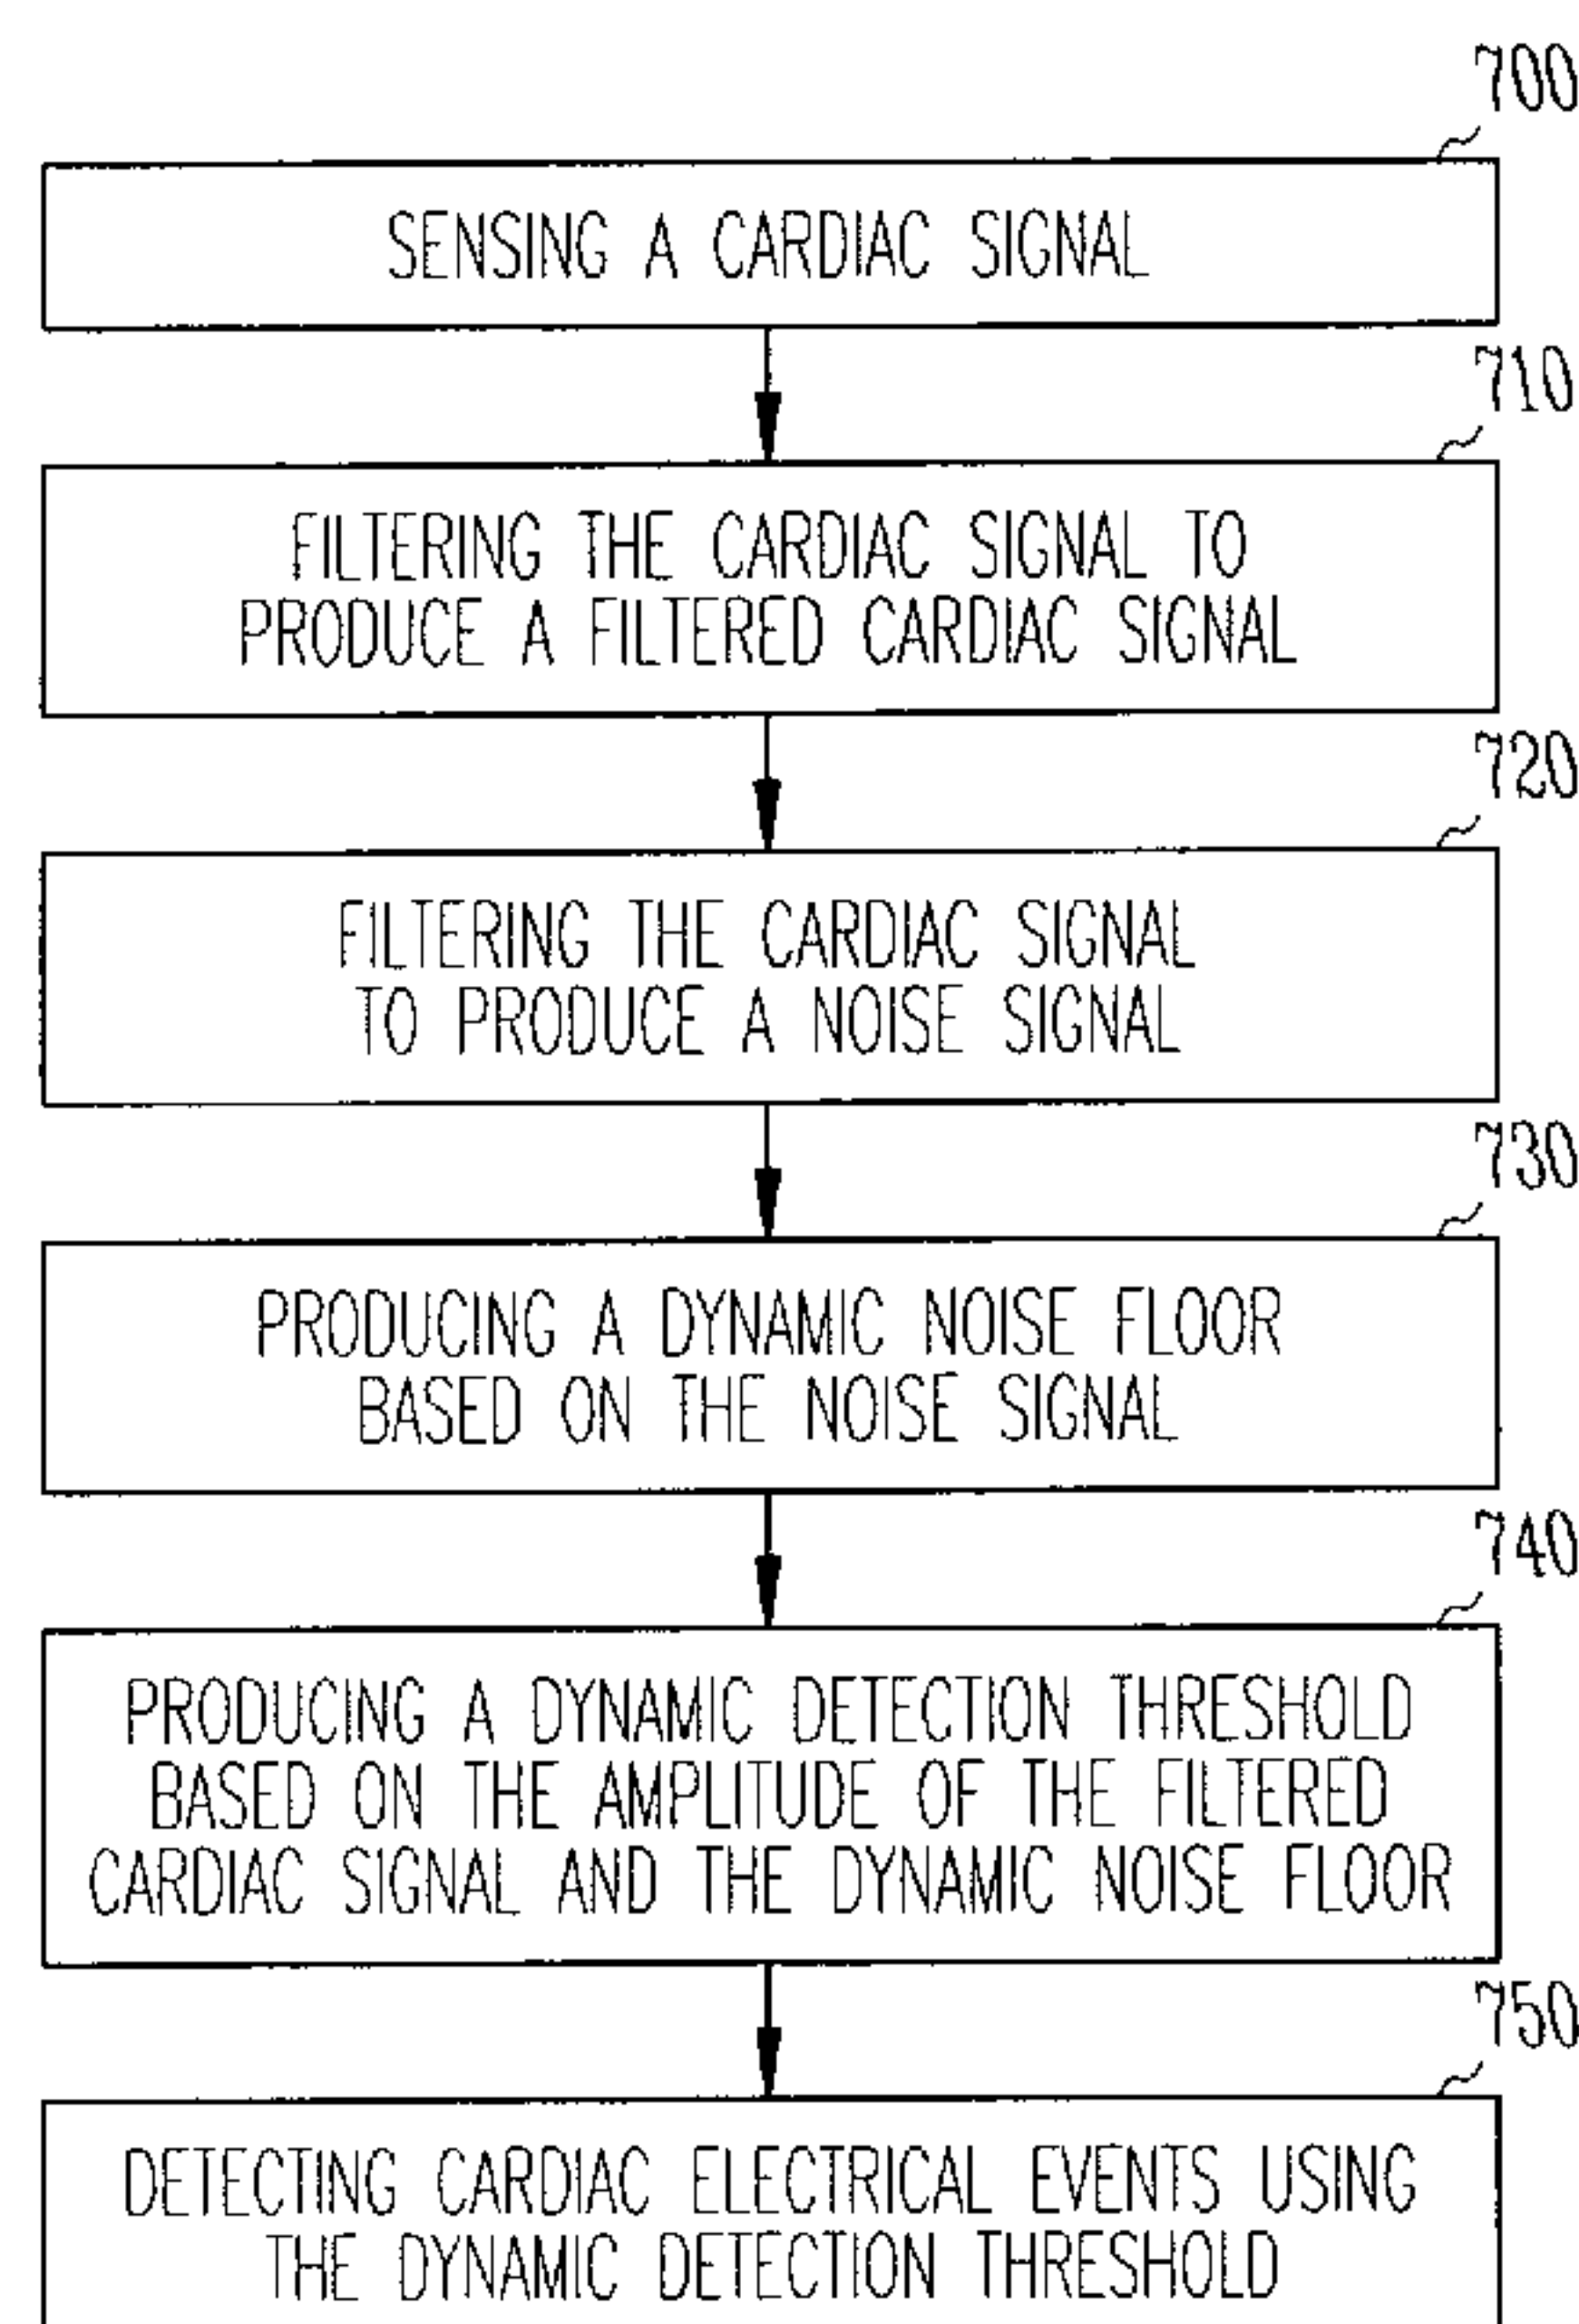 700
SENSING A CARDIAC SIGNAL
710
FILTERING THE CARDIAC SIGNAL TO
PRODUCE A FILTERED CARDIAC SIGNAL
720
FILTERING THE CARDIAC SIGNAL
TO PRODUCE A NOISE SIGNAL
730
PRODUCING A DYNAMIC NOISE FLOOR
BASED ON THE NOISE SIGNAL
740
PRODUCING A DYNAMIC DETECTION THRESHOLD
BASED ON THE AMPLITUDE OF THE FILTERED
CARDIAC SIGNAL AND THE DYNAMIC NOISE FLOOR
750
DETECTING CARDIAC ELECTRICAL EVENTS USING
THE DYNAMIC DETECTION THRESHOLD